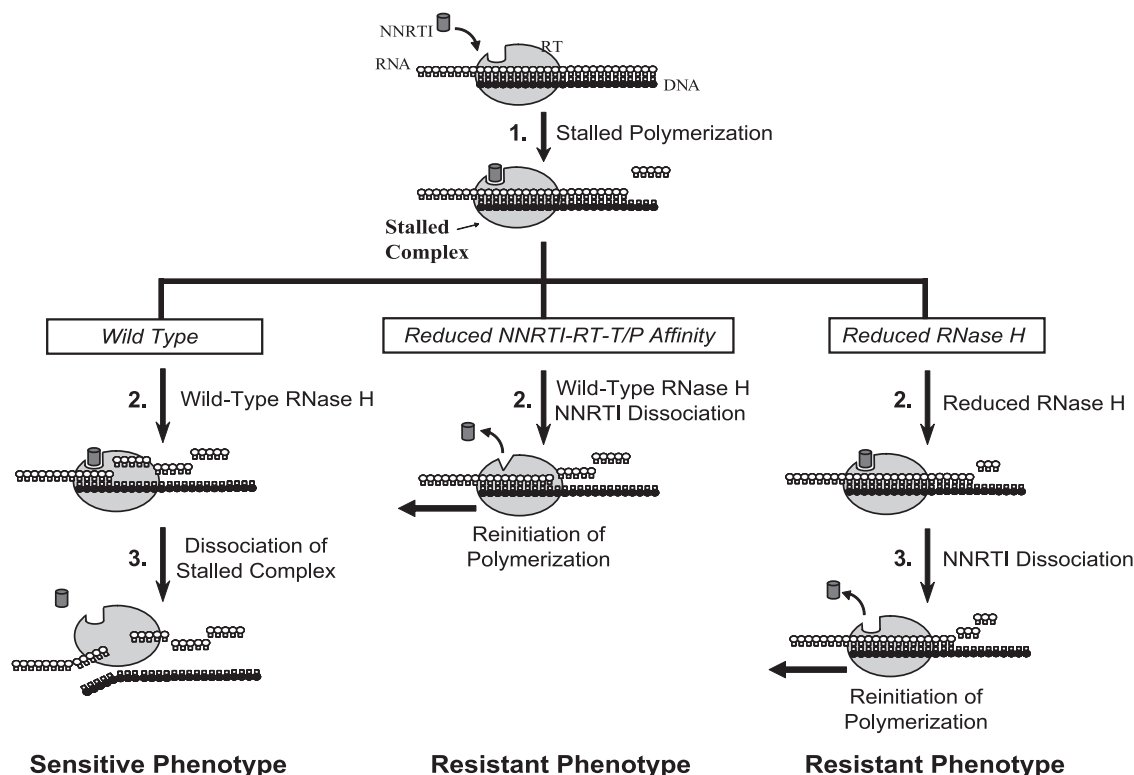 NNRTI
RT
RNA
DNA
1. Stalled Polymerization
Stalled
Complex
Wild Type
Reduced NNRTI-RT-T/P Affinity
Reduced RNase H
2. Wild-Type RNase H
2. Wild-Type RNase H
NNRTI Dissociation
2. Reduced RNase H
Reinitiation of
Polymerization
3. Dissociation of
Stalled Complex
3. NNRTI Dissociation
Reinitiation of
Polymerization
Sensitive Phenotype
Resistant Phenotype
Resistant Phenotype